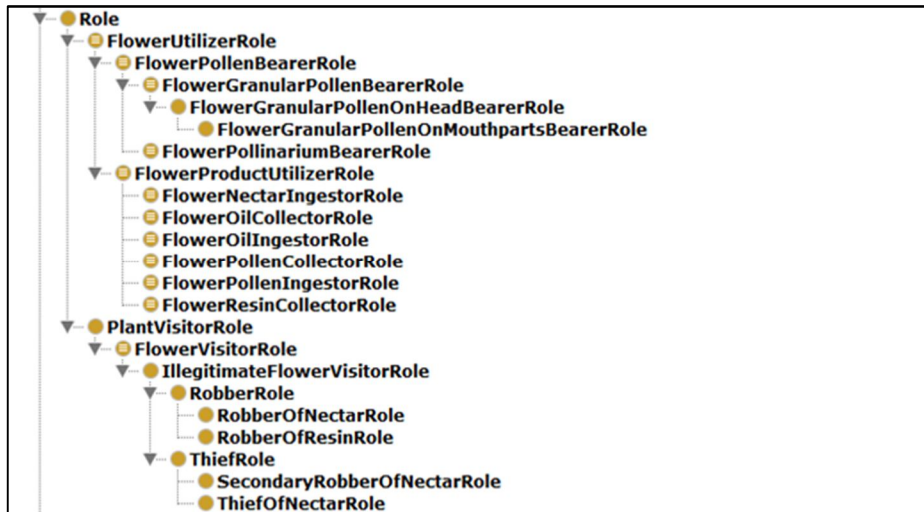 Role
FlowerUtilizerRole
FlowerPollenBearerRole
FlowerGranularPollenBearerRole
FlowerGranularPollenOnHeadBearerRole
FlowerGranularPollenOnMouthpartsBearerRole
FlowerPollinariumBearerRole
FlowerProductUtilizerRole
FlowerNectarIngestorRole
FlowerOilCollectorRole
FlowerOilIngestorRole
FlowerPollenCollectorRole
FlowerPollenIngestorRole
FlowerResinCollectorRole
PlantVisitorRole
FlowerVisitorRole
IllegitimateFlowerVisitorRole
RobberRole
RobberOfNectarRole
RobberOfResinRole
ThiefRole
SecondaryRobberOfNectarRole
ThiefOfNectarRole